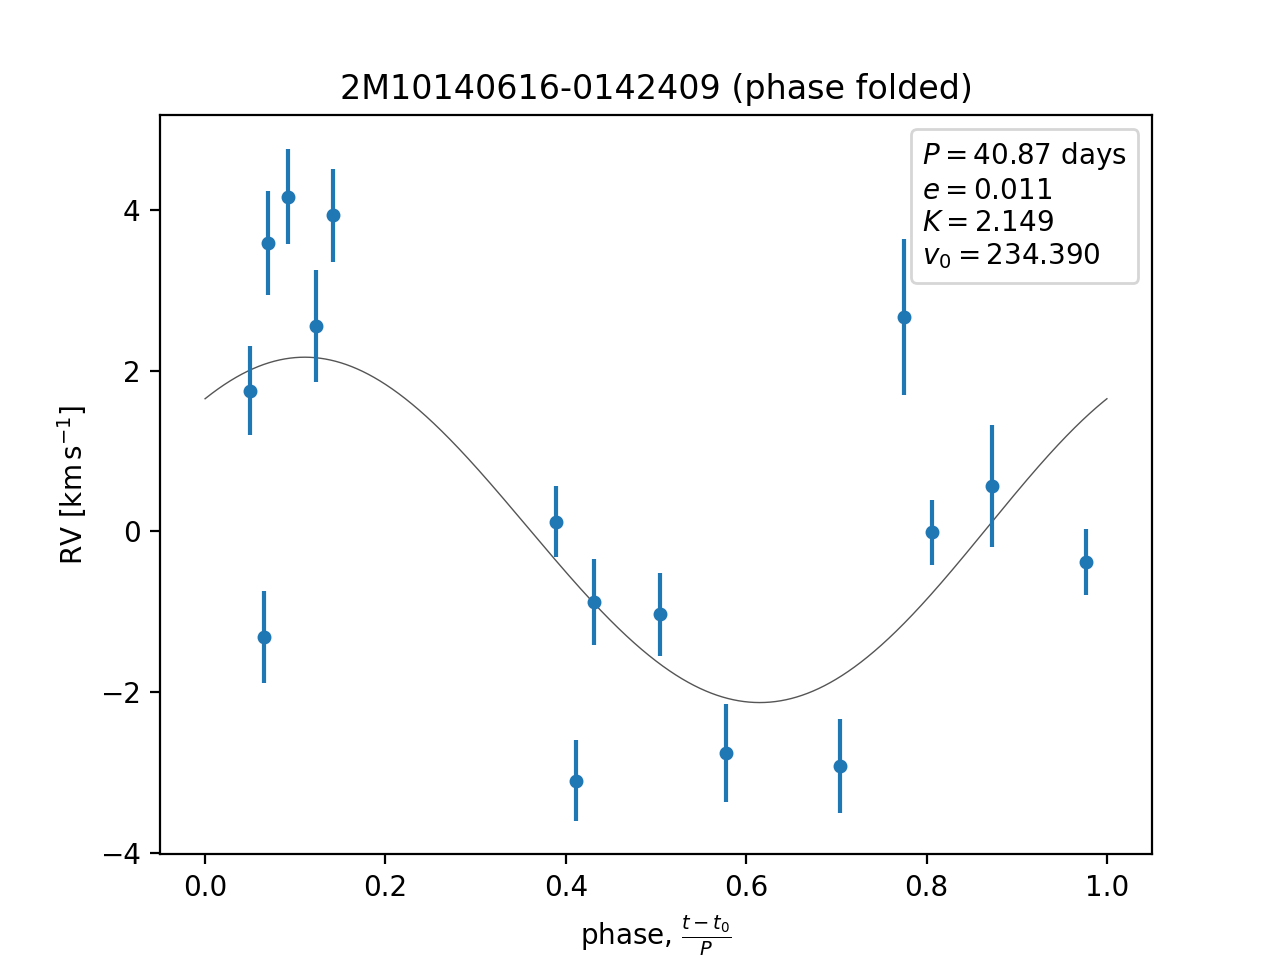 2M10140616-0142409 (phase folded)
P = 40.87 days
e = 0.011
K = 2.149
v₀ = 234.390
RV [km s⁻¹]
4
2
0
−2
−4
0.0 0.2 0.4 0.6 0.8 1.0
phase, (t − t₀)/P